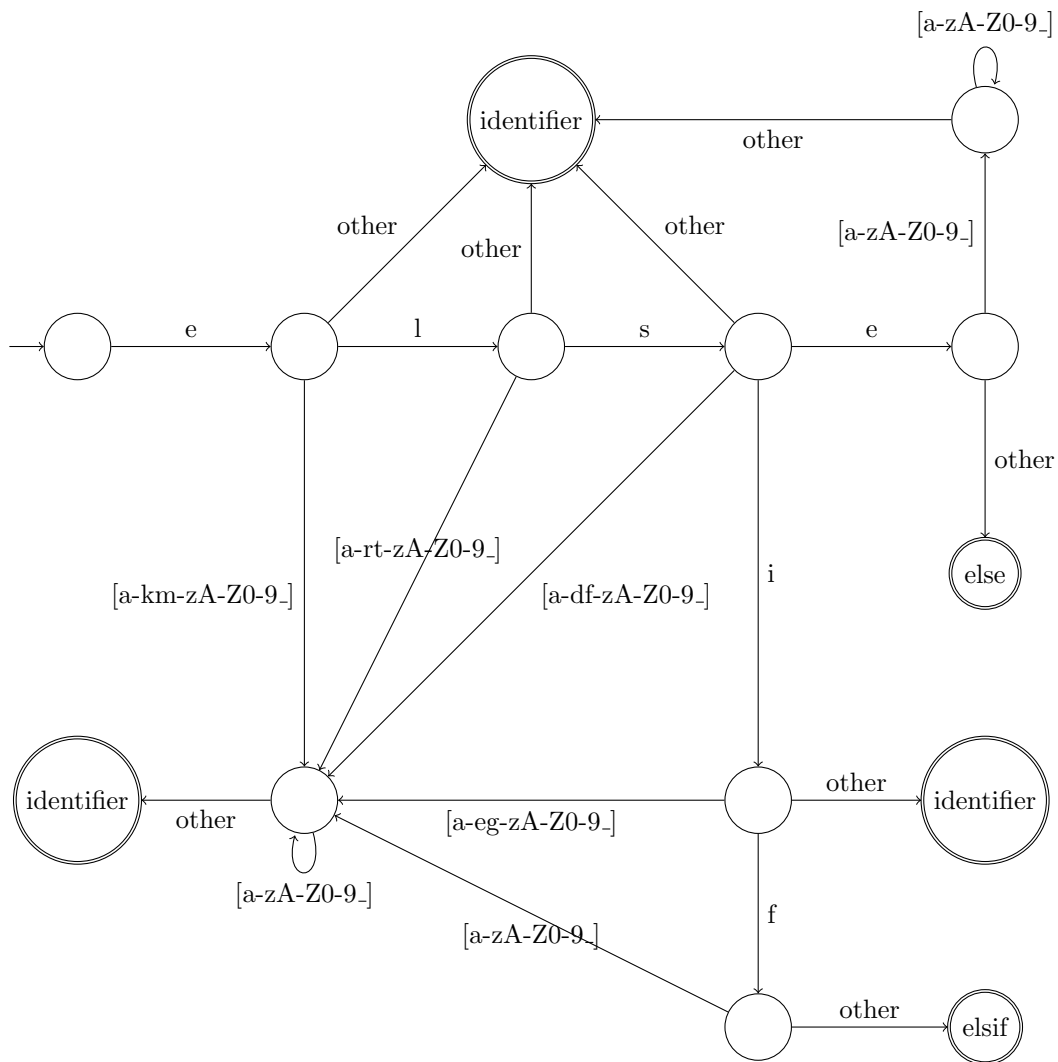 [a-zA-Z0-9_]
identifier
other
other
other
other
[a-zA-Z0-9_]
e
l
s
e
other
[a-rt-zA-Z0-9_]
[a-km-zA-Z0-9_]
[a-df-zA-Z0-9_]
i
else
identifier
other
[a-eg-zA-Z0-9_]
other
identifier
[a-zA-Z0-9_]
[a-zA-Z0-9_]
f
other
elsif